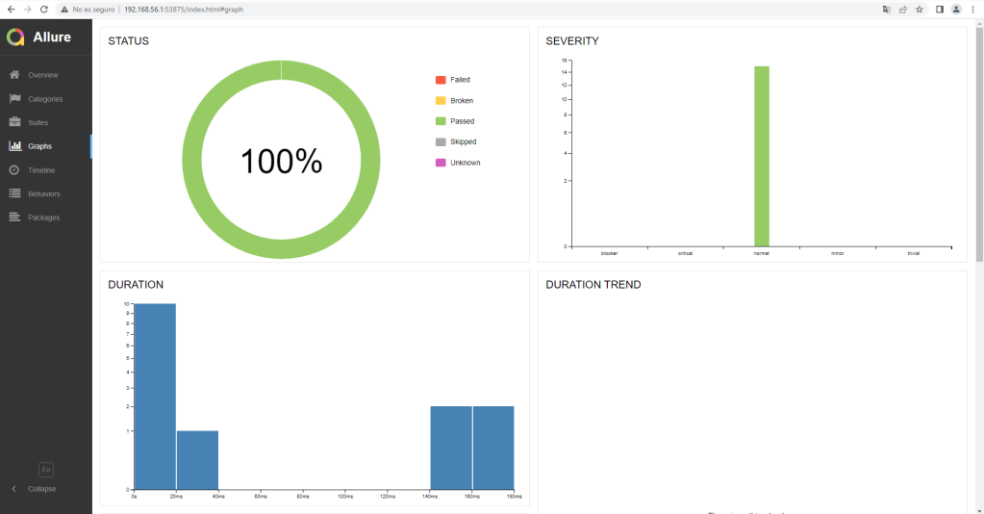 No es seguro | 192.168.56.1:53875/index.html#graph
Allure
Overview
Categories
Suites
Graphs
Timeline
Behaviors
Packages
En
Collapse
STATUS
100%
Failed
Broken
Passed
Skipped
Unknown
SEVERITY
16
14
12
10
8
6
4
2
0
blocker critical normal minor trivial
DURATION
10
9
8
7
6
5
4
3
2
1
0
0s 20ms 40ms 60ms 80ms 100ms 120ms 140ms 160ms 180ms
DURATION TREND